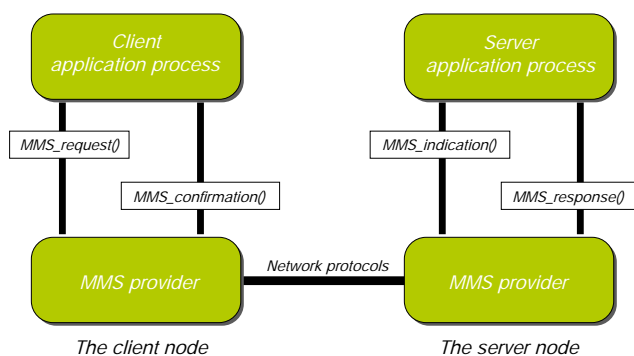 Client
application process
Server
application process
MMS_request()
MMS_indication()
MMS_confirmation()
MMS_response()
MMS provider
Network protocols
MMS provider
The client node
The server node